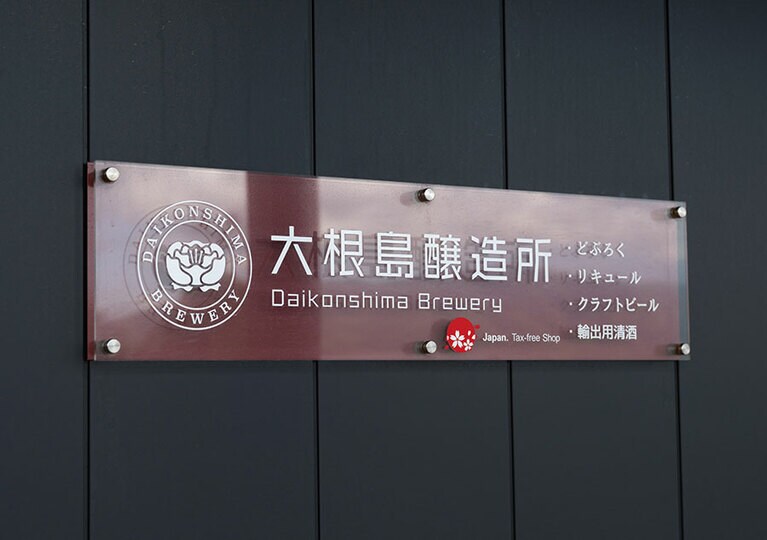 DAIKONSHIMA
BREWERY
大根島醸造所
Daikonshima Brewery
Japan. Tax-free Shop
・どぶろく
・リキュール
・クラフトビール
・輸出用清酒